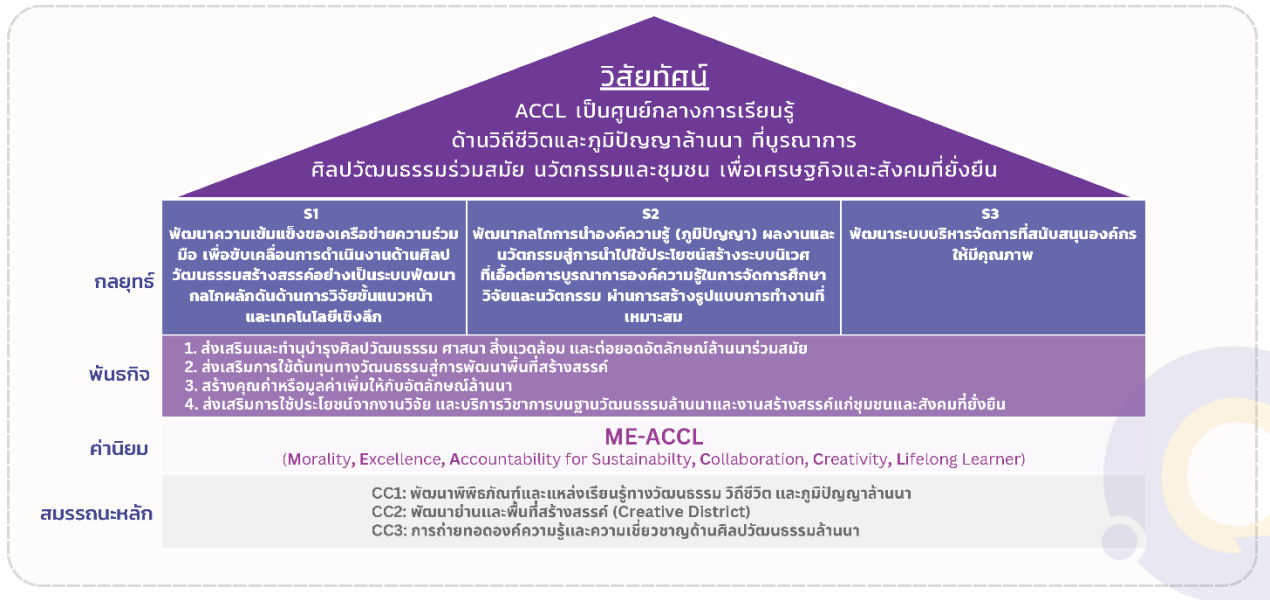 วิสัยทัศน์
ACCL เป็นศูนย์กลางการเรียนรู้
ด้านวิถีชีวิตและภูมิปัญญาล้านนา ที่บูรณาการ
ศิลปวัฒนธรรมร่วมสมัย นวัตกรรมและชุมชน เพื่อเศรษฐกิจและสังคมที่ยั่งยืน
กลยุทธ์
S1
พัฒนาความเข้มแข็งของเครือข่ายความร่วม
มือ เพื่อขับเคลื่อนการดำเนินงานด้านศิลป
วัฒนธรรมสร้างสรรค์อย่างเป็นระบบพัฒนา
กลไกผลักดันด้านการวิจัยขั้นแนวหน้า
และเทคโนโลยีเชิงลึก
S2
พัฒนากลไกการนำองค์ความรู้ (ภูมิปัญญา) ผลงานและ
นวัตกรรมสู่การนำไปใช้ประโยชน์สร้างระบบนิเวศ
ที่เอื้อต่อการบูรณาการองค์ความรู้ในการจัดการศึกษา
วิจัยและนวัตกรรม ผ่านการสร้างรูปแบบการทำงานที่
เหมาะสม
S3
พัฒนาระบบบริหารจัดการที่สนับสนุนองค์กร
ให้มีคุณภาพ
พันธกิจ
1. ส่งเสริมและทำนุบำรุงศิลปวัฒนธรรม ศาสนา สิ่งแวดล้อม และต่อยอดอัตลักษณ์ล้านนาร่วมสมัย
2. ส่งเสริมการใช้ต้นทุนทางวัฒนธรรมสู่การพัฒนาพื้นที่สร้างสรรค์
3. สร้างคุณค่าหรือมูลค่าเพิ่มให้กับอัตลักษณ์ล้านนา
4. ส่งเสริมการใช้ประโยชน์จากงานวิจัย และบริการวิชาการบนฐานวัฒนธรรมล้านนาและงานสร้างสรรค์แก่ชุมชนและสังคมที่ยั่งยืน
ค่านิยม
ME-ACCL
(Morality, Excellence, Accountability for Sustainabilty, Collaboration, Creativity, Lifelong Learner)
สมรรถนะหลัก
CC1: พัฒนาพิพิธภัณฑ์และแหล่งเรียนรู้ทางวัฒนธรรม วิถีชีวิต และภูมิปัญญาล้านนา
CC2: พัฒนาย่านและพื้นที่สร้างสรรค์ (Creative District)
CC3: การถ่ายทอดองค์ความรู้และความเชี่ยวชาญด้านศิลปวัฒนธรรมล้านนา